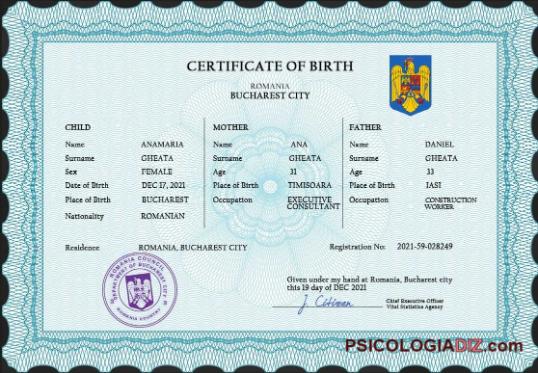 CERTIFICATE OF BIRTH
ROMANIA
BUCHAREST CITY
CHILD
Name ANAMARIA
Surname GHEATA
Sex FEMALE
Date of Birth DEC 17, 2021
Place of Birth BUCHAREST
Nationality ROMANIAN
MOTHER
Name ANA
Surname GHEATA
Age 31
Place of Birth TIMISOARA
Occupation EXECUTIVE
CONSULTANT
FATHER
Name DANIEL
Surname GHEATA
Age 33
Place of Birth IASI
Occupation CONSTRUCTION
WORKER
Residence ROMANIA, BUCHAREST CITY
Registration No: 2021-59-028249
ROMANIA COUNCIL
DEPARTMENT OF BUCHAREST CITY
ROMANIA COUNTRY
Given under my hand at Romania, Bucharest city
this 19 day of DEC 2021
J. Citizen
Cihef Executive Officer
Vital Statistics Agency
PSICOLOGIADIZ.com